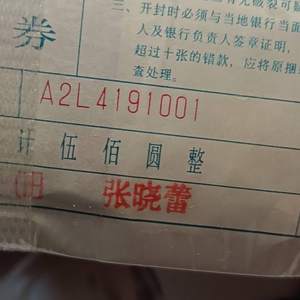 三、开封时必须与当地银行当面
券
人及银行负责人签章证明,
超过十张的错款,应将原捆
查处理。
A2L4191001
计伍佰圆整
张晓蕾